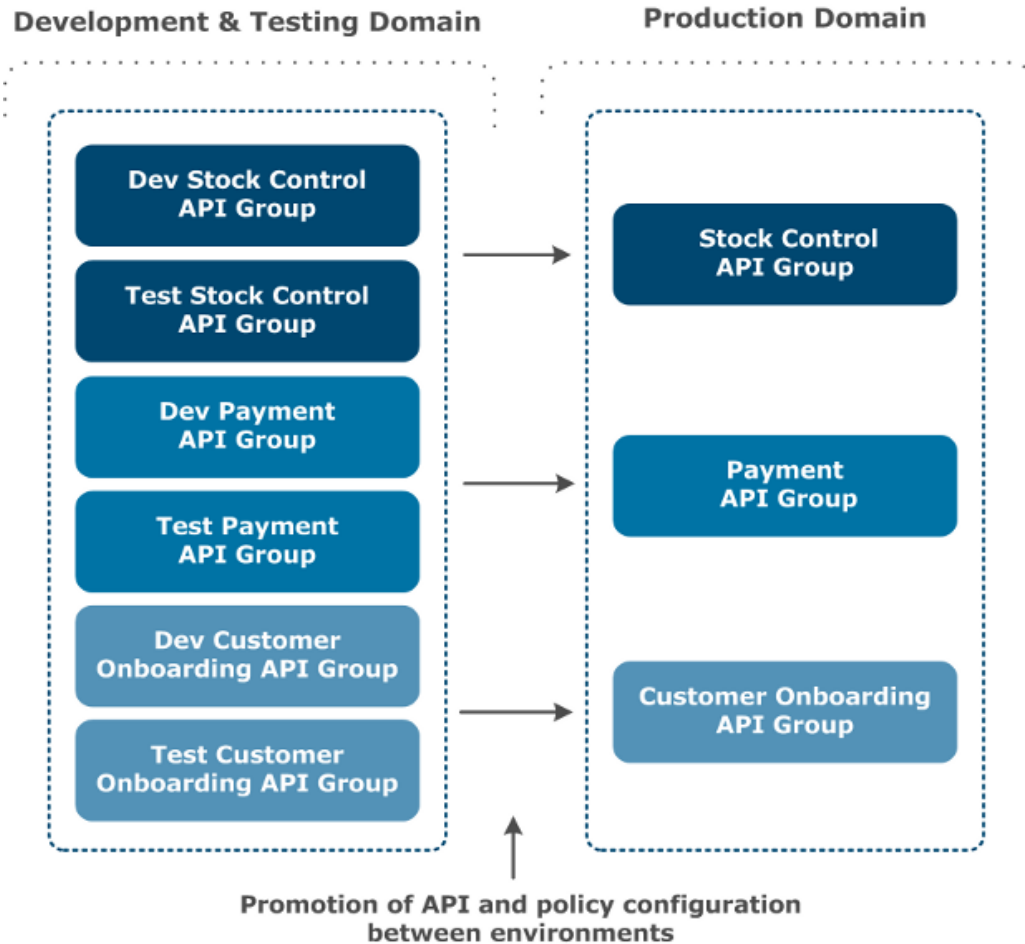 Development & Testing Domain
Production Domain
Dev Stock Control
API Group
Test Stock Control
API Group
Dev Payment
API Group
Test Payment
API Group
Dev Customer
Onboarding API Group
Test Customer
Onboarding API Group
Stock Control
API Group
Payment
API Group
Customer Onboarding
API Group
Promotion of API and policy configuration
between environments